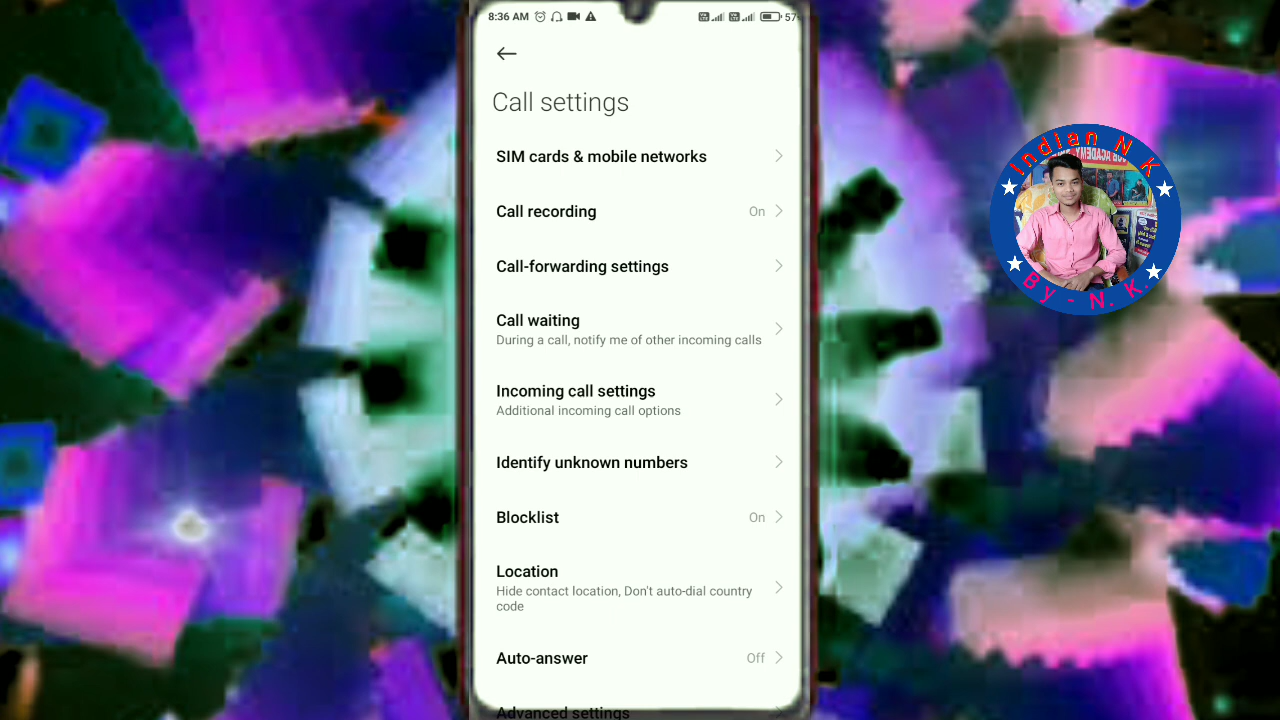 8:36 AM
57
Call settings
SIM cards & mobile networks
Call recording On
Call-forwarding settings
Call waiting
During a call, notify me of other incoming calls
Incoming call settings
Additional incoming call options
Identify unknown numbers
Blocklist On
Location
Hide contact location, Don't auto-dial country
code
Auto-answer Off
Advanced settings
Indian N K
By - N. K.